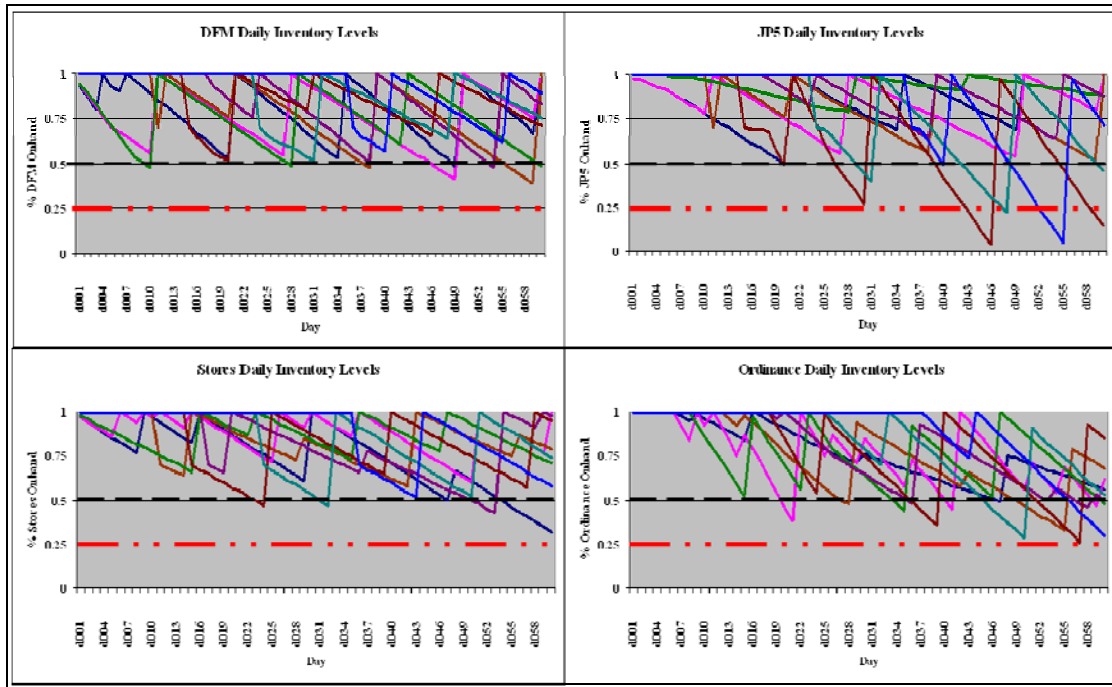 DFM Daily Inventory Levels
% DFM Onhand
1
0.75
0.5
0.25
0
d001 d004 d007 d010 d013 d016 d019 d022 d025 d028 d031 d034 d037 d040 d043 d046 d049 d052 d055 d058
Day
JP5 Daily Inventory Levels
% JP5 Onhand
1
0.75
0.5
0.25
0
d001 d004 d007 d010 d013 d016 d019 d022 d025 d028 d031 d034 d037 d040 d043 d046 d049 d052 d055 d058
Day
Stores Daily Inventory Levels
% Stores Onhand
1
0.75
0.5
0.25
0
d001 d004 d007 d010 d013 d016 d019 d022 d025 d028 d031 d034 d037 d040 d043 d046 d049 d052 d055 d058
Day
Ordinance Daily Inventory Levels
% Ordinance Onhand
1
0.75
0.5
0.25
0
d001 d004 d007 d010 d013 d016 d019 d022 d025 d028 d031 d034 d037 d040 d043 d046 d049 d052 d055 d058
Day